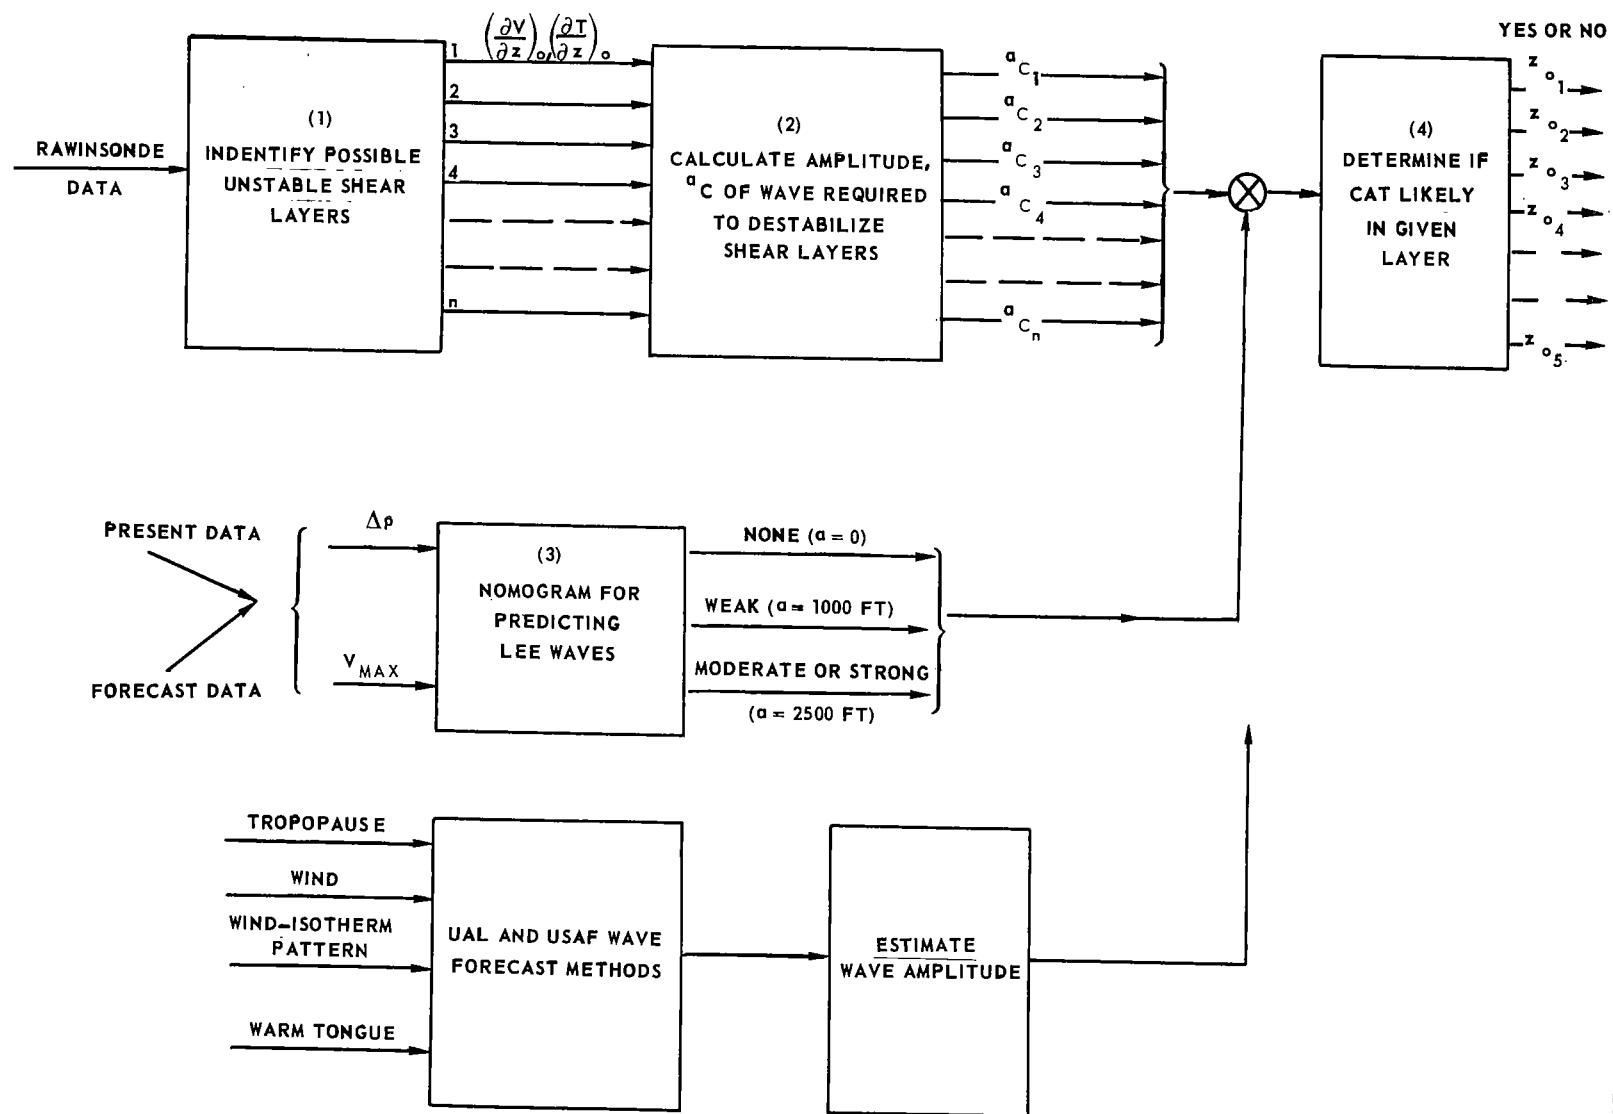 YES OR NO
RAWINSONDE
DATA
(1)
INDENTIFY POSSIBLE
UNSTABLE SHEAR
LAYERS
1
2
3
4
n
(∂V/∂z)o,(∂T/∂z)o
(2)
CALCULATE AMPLITUDE,
aC OF WAVE REQUIRED
TO DESTABILIZE
SHEAR LAYERS
aC1
aC2
aC3
aC4
aCn
(4)
DETERMINE IF
CAT LIKELY
IN GIVEN
LAYER
zo1
zo2
zo3
zo4
zo5
PRESENT DATA
FORECAST DATA
Δp
VMAX
(3)
NOMOGRAM FOR
PREDICTING
LEE WAVES
NONE (a = 0)
WEAK (a = 1000 FT)
MODERATE OR STRONG
(a = 2500 FT)
TROPOPAUSE
WIND
WIND-ISOTHERM
PATTERN
WARM TONGUE
UAL AND USAF WAVE
FORECAST METHODS
ESTIMATE
WAVE AMPLITUDE